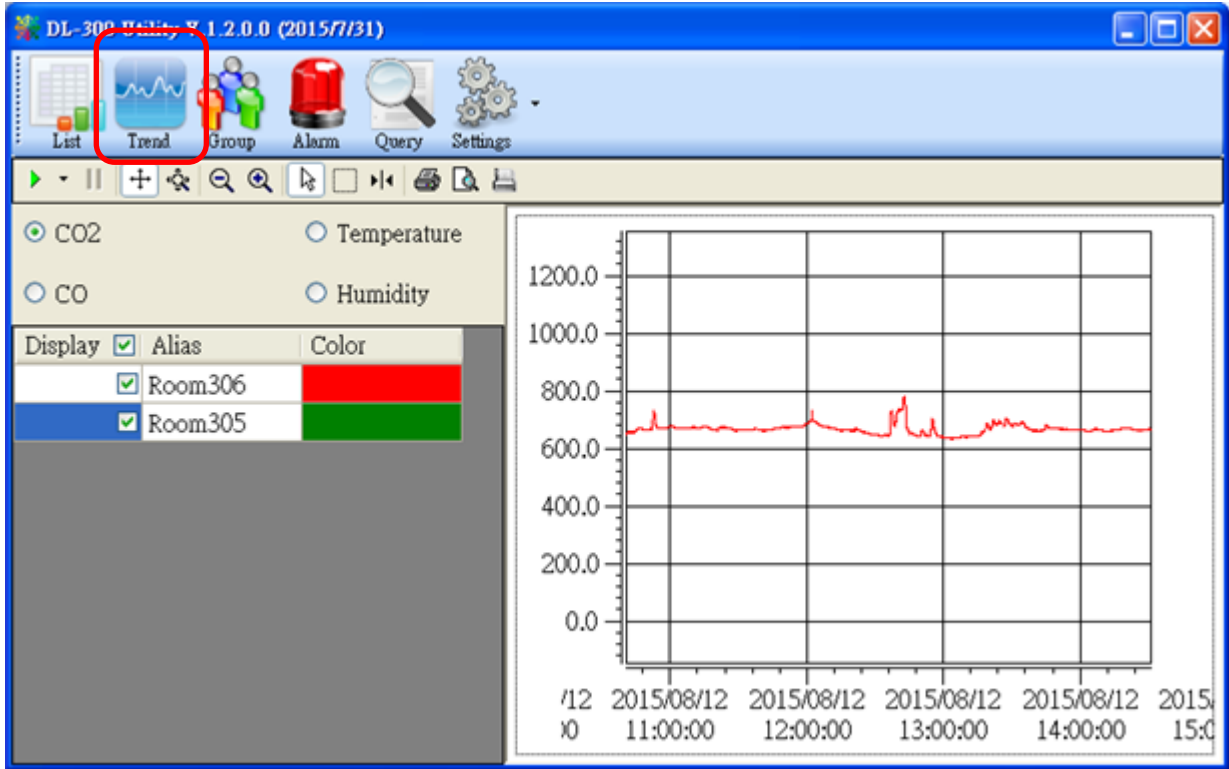 DL-300 Utility V 1.2.0.0 (2015/7/31)
List Trend Group Alarm Query Settings
CO2 Temperature
CO Humidity
Display Alias Color
Room306
Room305
1200.0
1000.0
800.0
600.0
400.0
200.0
0.0
/12 2015/08/12 2015/08/12 2015/08/12 2015/08/12 2015/
11:00:00 12:00:00 13:00:00 14:00:00